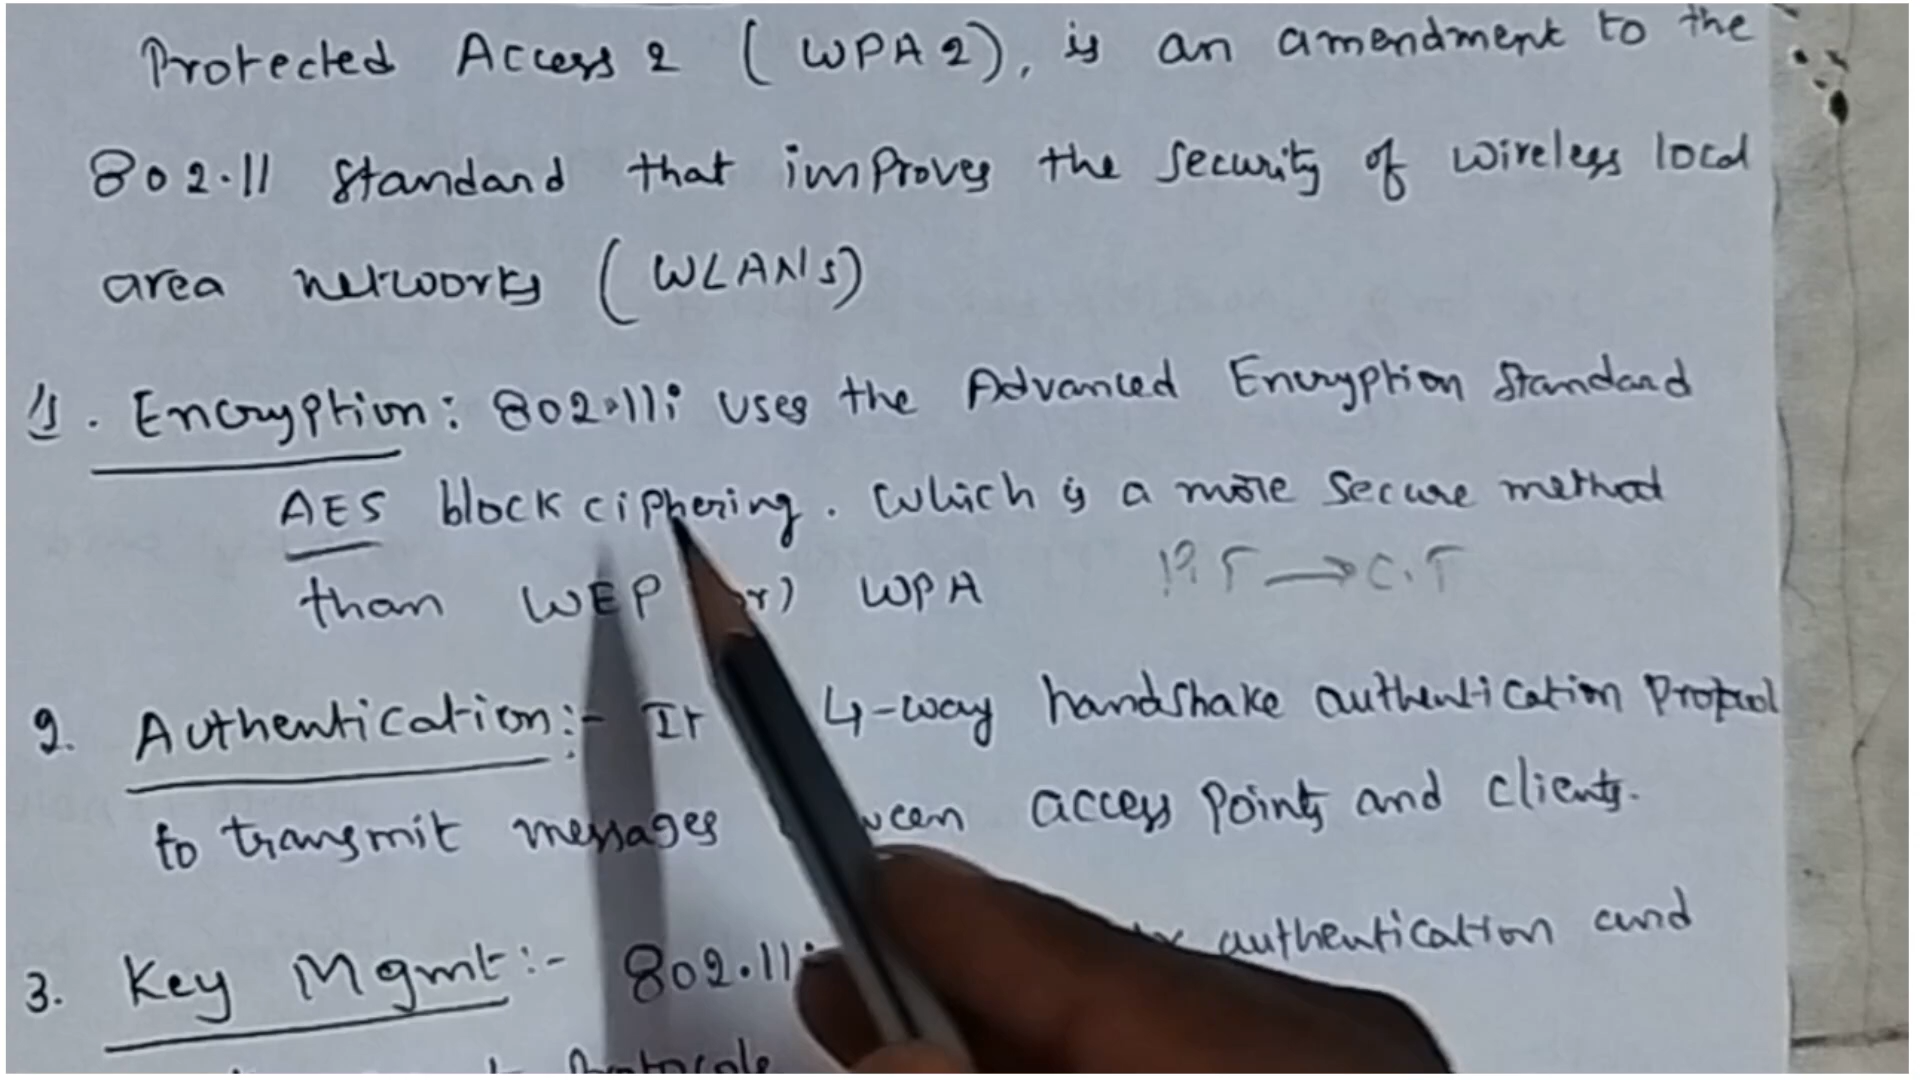 Protected Access 2 (WPA2), is an amendment to the
802.11 standard that improves the security of wireless local
area networks (WLANs)
1. Encryption: 802.11i uses the Advanced Encryption Standard
AES block ciphering. Which is a more secure method
than WEP or) WPA
P.T → C.T
2. Authentication:- It 4-way handshake authentication Protocol
to transmit messages access points and clients.
3. Key Mgmt:- 802.11i authentication and
Protocols